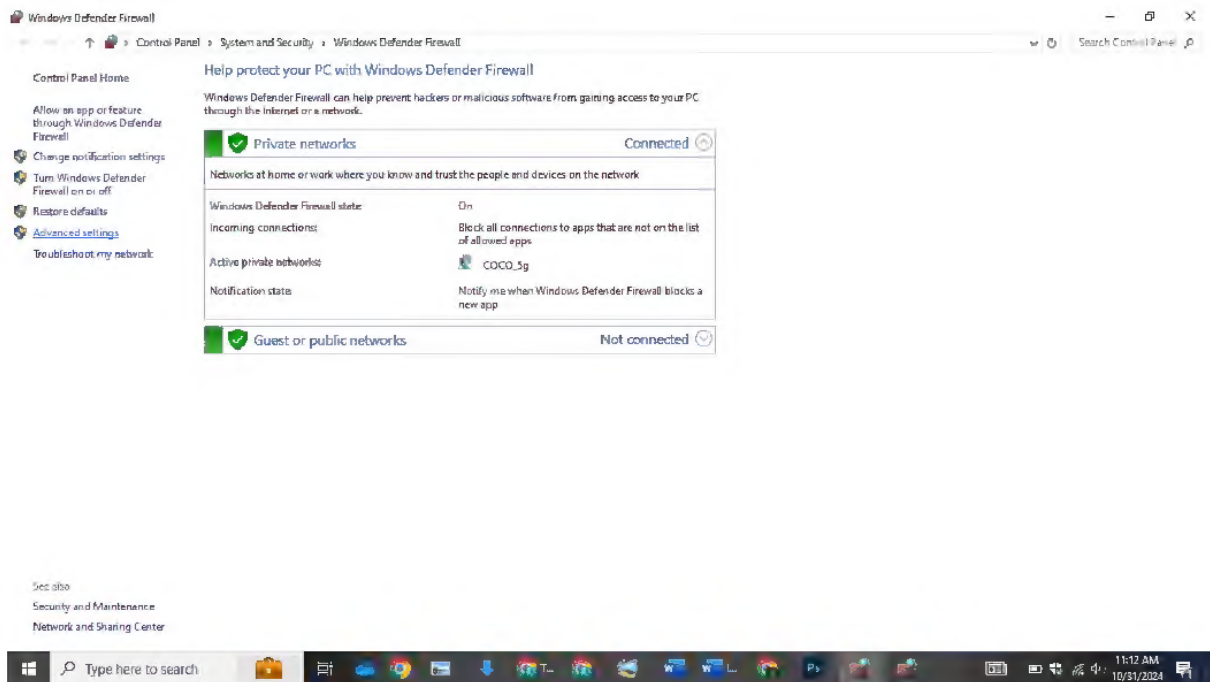 Windows Defender Firewall
Control Panel > System and Security > Windows Defender Firewall
Search Control Panel
Control Panel Home
Allow an app or feature
through Windows Defender
Firewall
Change notification settings
Turn Windows Defender
Firewall on or off
Restore defaults
Advanced settings
Troubleshoot my network
Help protect your PC with Windows Defender Firewall
Windows Defender Firewall can help prevent hackers or malicious software from gaining access to your PC
through the internet or a network.
Private networks
Connected
Networks at home or work where you know and trust the people and devices on the network
Windows Defender Firewall state:
On
Incoming connections:
Block all connections to apps that are not on the list
of allowed apps
Active private networks:
COCO_5g
Notification state:
Notify me when Windows Defender Firewall blocks a
new app
Guest or public networks
Not connected
See also
Security and Maintenance
Network and Sharing Center
Type here to search
T...
W
W
L...
Ps
11:12 AM
10/31/2024